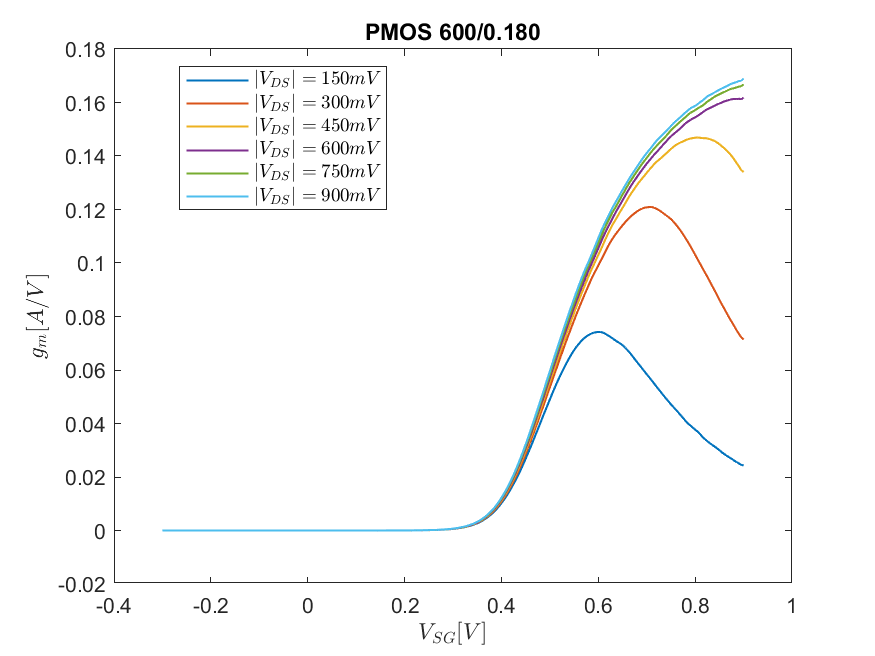 PMOS 600/0.180
0.18
0.16
0.14
0.12
0.1
0.08
0.06
0.04
0.02
0
-0.02
g_m[A/V]
|V_DS| = 150mV
|V_DS| = 300mV
|V_DS| = 450mV
|V_DS| = 600mV
|V_DS| = 750mV
|V_DS| = 900mV
-0.4 -0.2 0 0.2 0.4 0.6 0.8 1
V_SG[V]